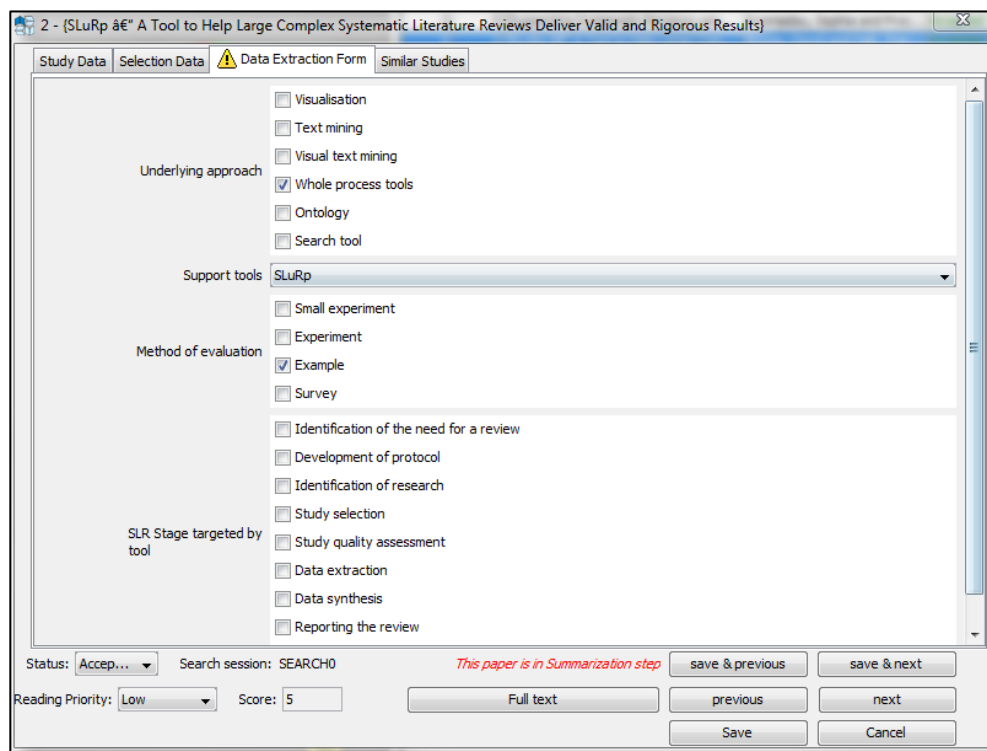 2 - {SLuRp â€“ A Tool to Help Large Complex Systematic Literature Reviews Deliver Valid and Rigorous Results}
Study Data
Selection Data
Data Extraction Form
Similar Studies
Underlying approach
Visualisation
Text mining
Visual text mining
Whole process tools
Ontology
Search tool
Support tools
SLuRp
Method of evaluation
Small experiment
Experiment
Example
Survey
SLR Stage targeted by
tool
Identification of the need for a review
Development of protocol
Identification of research
Study selection
Study quality assessment
Data extraction
Data synthesis
Reporting the review
Status: Accep... Search session: SEARCH0 This paper is in Summarization step save & previous save & next
Reading Priority: Low Score: 5 Full text previous next
Save Cancel